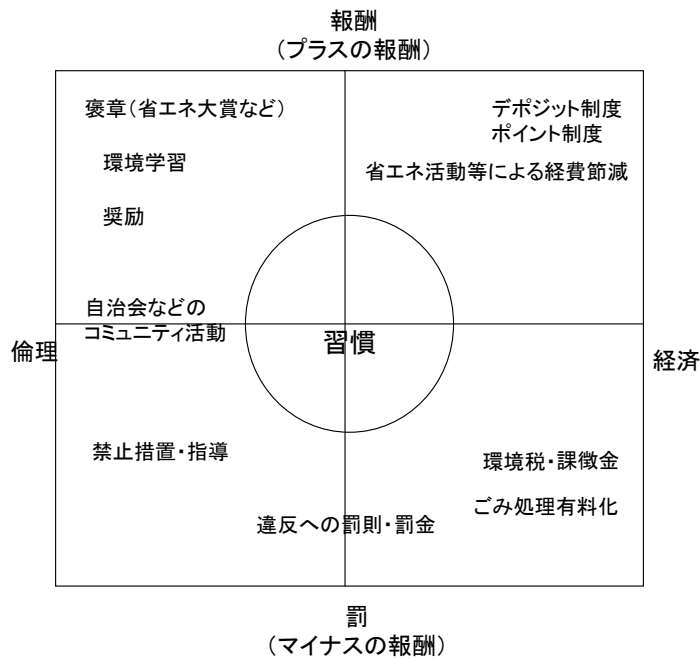 報酬
（プラスの報酬）
褒章（省エネ大賞など）
デポジット制度
ポイント制度
環境学習
省エネ活動等による経費節減
奨励
自治会などの
コミュニティ活動
倫理
習慣
経済
禁止措置・指導
環境税・課徴金
ごみ処理有料化
違反への罰則・罰金
罰
（マイナスの報酬）